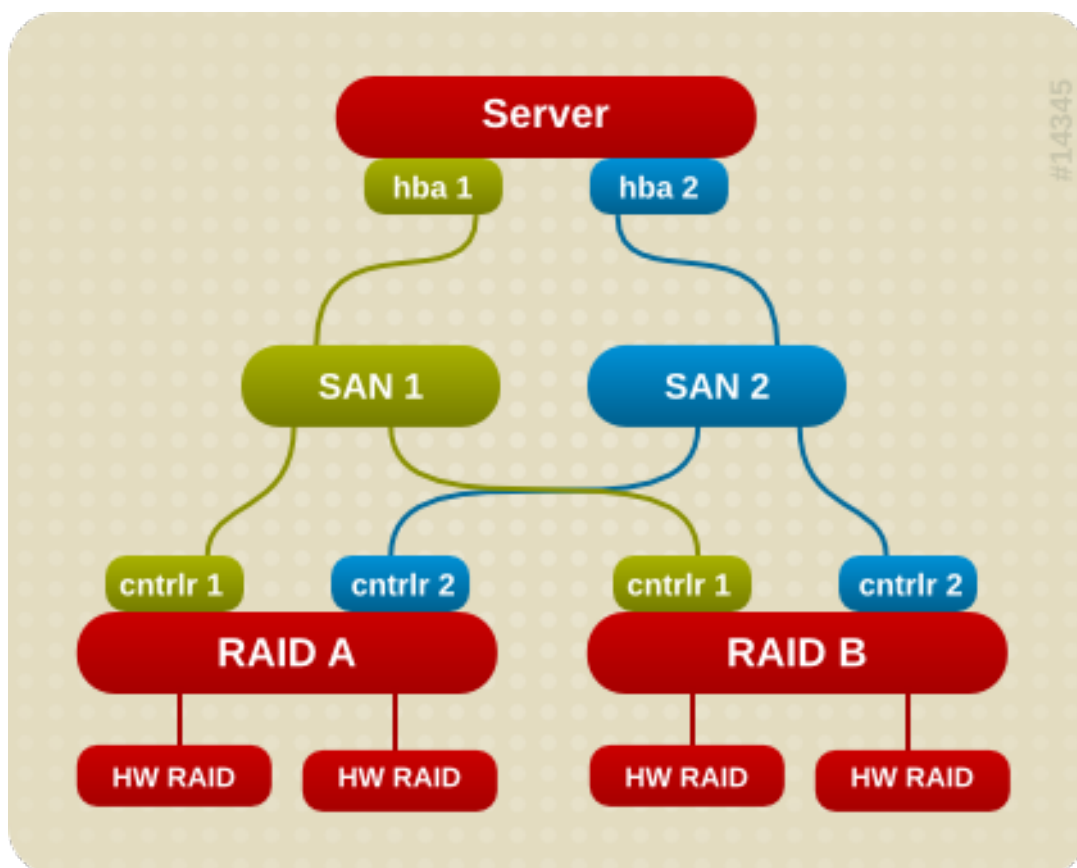 Server
#14345
hba 1
hba 2
SAN 1
SAN 2
cntrlr 1
cntrlr 2
cntrlr 1
cntrlr 2
RAID A
RAID B
HW RAID
HW RAID
HW RAID
HW RAID